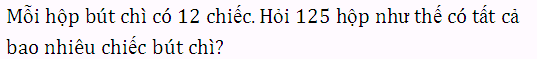 Mỗi hộp bút chì có 12 chiếc. Hỏi 125 hộp như thế có tất cả
bao nhiêu chiếc bút chì?